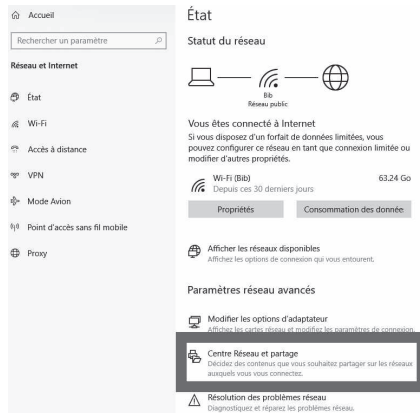 Accueil
Rechercher un paramètre
Réseau et Internet
État
Wi-Fi
Accès à distance
VPN
Mode Avion
Point d'accès sans fil mobile
Proxy
État
Statut du réseau
Bib
Réseau public
Vous êtes connecté à Internet
Si vous disposez d'un forfait de données limitées, vous
pouvez configurer ce réseau en tant que connexion limitée ou
modifier d'autres propriétés.
Wi-Fi (Bib) 63.24 Go
Depuis ces 30 derniers jours
Propriétés Consommation des donnée
Afficher les réseaux disponibles
Affichez les options de connexion qui vous entourent.
Paramètres réseau avancés
Modifier les options d'adaptateur
Affichez les cartes réseau et modifiez les paramètres de connexion.
Centre Réseau et partage
Décidez des contenus que vous souhaitez partager sur les réseaux
auxquels vous vous connectez.
Résolution des problèmes réseau
Diagnostiquez et réparez les problèmes réseau.